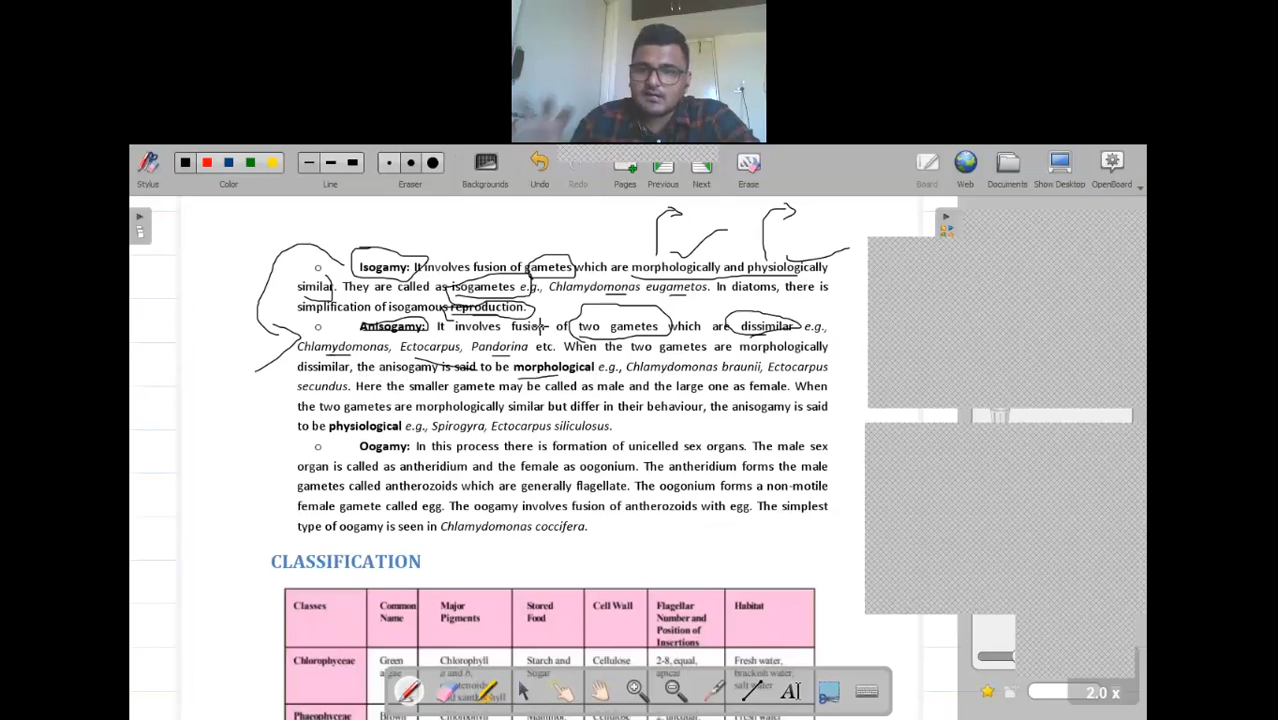 Stylus
Color
Line
Eraser
Backgrounds
Undo
Redo
Pages
Previous
Next
Erase
Board
Web
Documents
Show Desktop
OpenBoard
o Isogamy: It involves fusion of gametes which are morphologically and physiologically
similar. They are called as isogametes e.g., Chlamydomonas eugametos. In diatoms, there is
simplification of isogamous reproduction.
o Anisogamy: It involves fusion of two gametes which are dissimilar e.g.,
Chlamydomonas, Ectocarpus, Pandorina etc. When the two gametes are morphologically
dissimilar, the anisogamy is said to be morphological e.g., Chlamydomonas braunii, Ectocarpus
secundus. Here the smaller gamete may be called as male and the large one as female. When
the two gametes are morphologically similar but differ in their behaviour, the anisogamy is said
to be physiological e.g., Spirogyra, Ectocarpus siliculosus.
o Oogamy: In this process there is formation of unicelled sex organs. The male sex
organ is called as antheridium and the female as oogonium. The antheridium forms the male
gametes called antherozoids which are generally flagellate. The oogonium forms a non-motile
female gamete called egg. The oogamy involves fusion of antherozoids with egg. The simplest
type of oogamy is seen in Chlamydomonas coccifera.
CLASSIFICATION
Classes
Common
Name
Major
Pigments
Stored
Food
Cell Wall
Flagellar
Number and
Position of
Insertions
Habitat
Chlorophyceae
Green
Chlorophyll
Starch and
Sugar
Cellulose
2-8, equal,
apical
Fresh water,
brackish water,
salt water
2.0 x